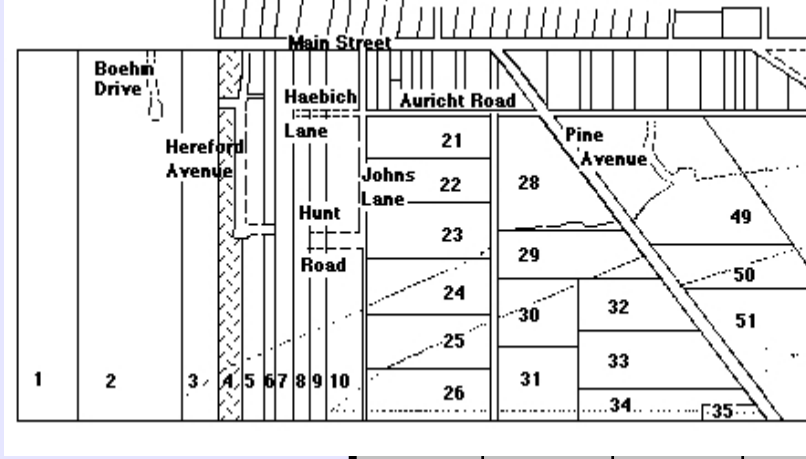 Main Street
Boehm
Drive
Haebich
Lane
Auricht Road
Hereford
Avenue
Pine
Avenue
Johns
Lane
Hunt
Road
21
22
23
24
25
26
28
29
30
31
32
33
34
35
49
50
51
1
2
3
4
5
6
7
8
9
10